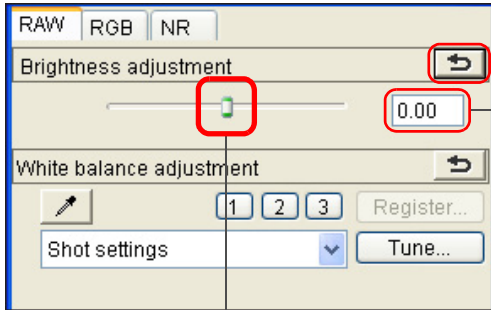 RAW RGB NR
Brightness adjustment
0.00
White balance adjustment
1 2 3 Register...
Shot settings Tune...